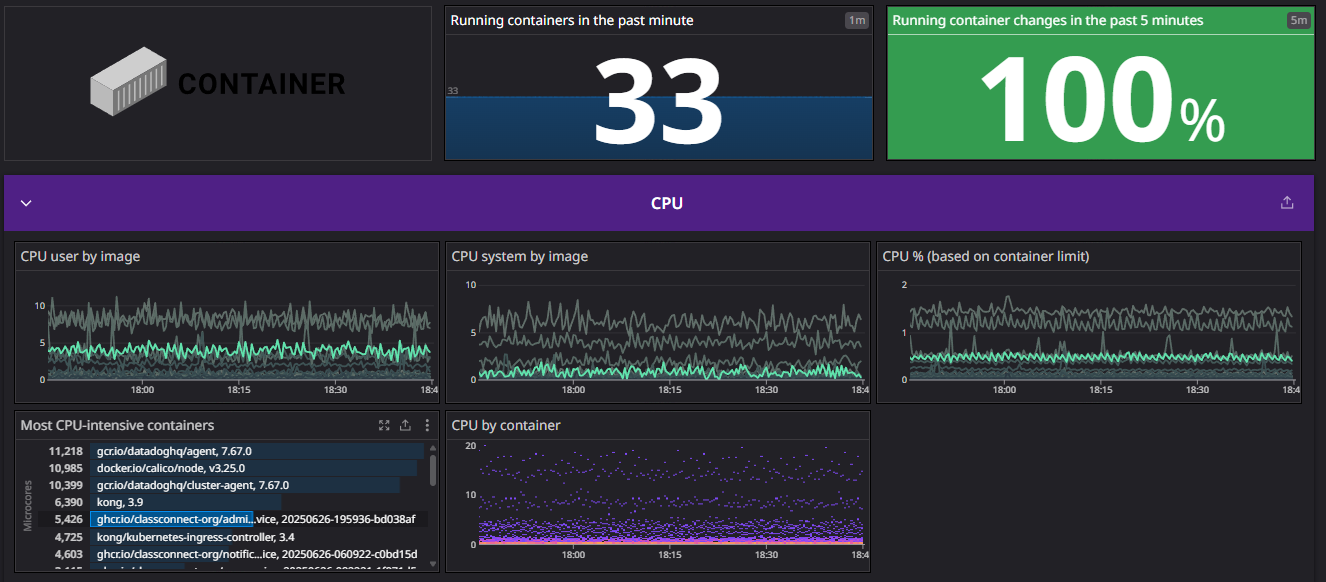 CONTAINER
Running containers in the past minute
1m
33
33
Running container changes in the past 5 minutes
5m
100%
CPU
CPU user by image
10
5
0
18:00
18:15
18:30
18:4
CPU system by image
10
5
0
18:00
18:15
18:30
18:4
CPU % (based on container limit)
2
1
0
18:00
18:15
18:30
18:4
Most CPU-intensive containers
Microcores
11,218 gcr.io/datadoghq/agent, 7.67.0
10,985 docker.io/calico/node, v3.25.0
10,399 gcr.io/datadoghq/cluster-agent, 7.67.0
6,390 kong, 3.9
5,426 ghcr.io/classconnect-org/admi...vice, 20250626-195936-bd038af
4,725 kong/kubernetes-ingress-controller, 3.4
4,603 ghcr.io/classconnect-org/notific...ice, 20250626-060922-c0bd15d
CPU by container
20
10
0
18:00
18:15
18:30
18:4